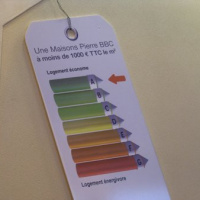 Une Maisons Pierre BBC
à moins de 1000 € TTC le m²
Logement économe
A
B
C
D
E
F
G
Logement énergivore